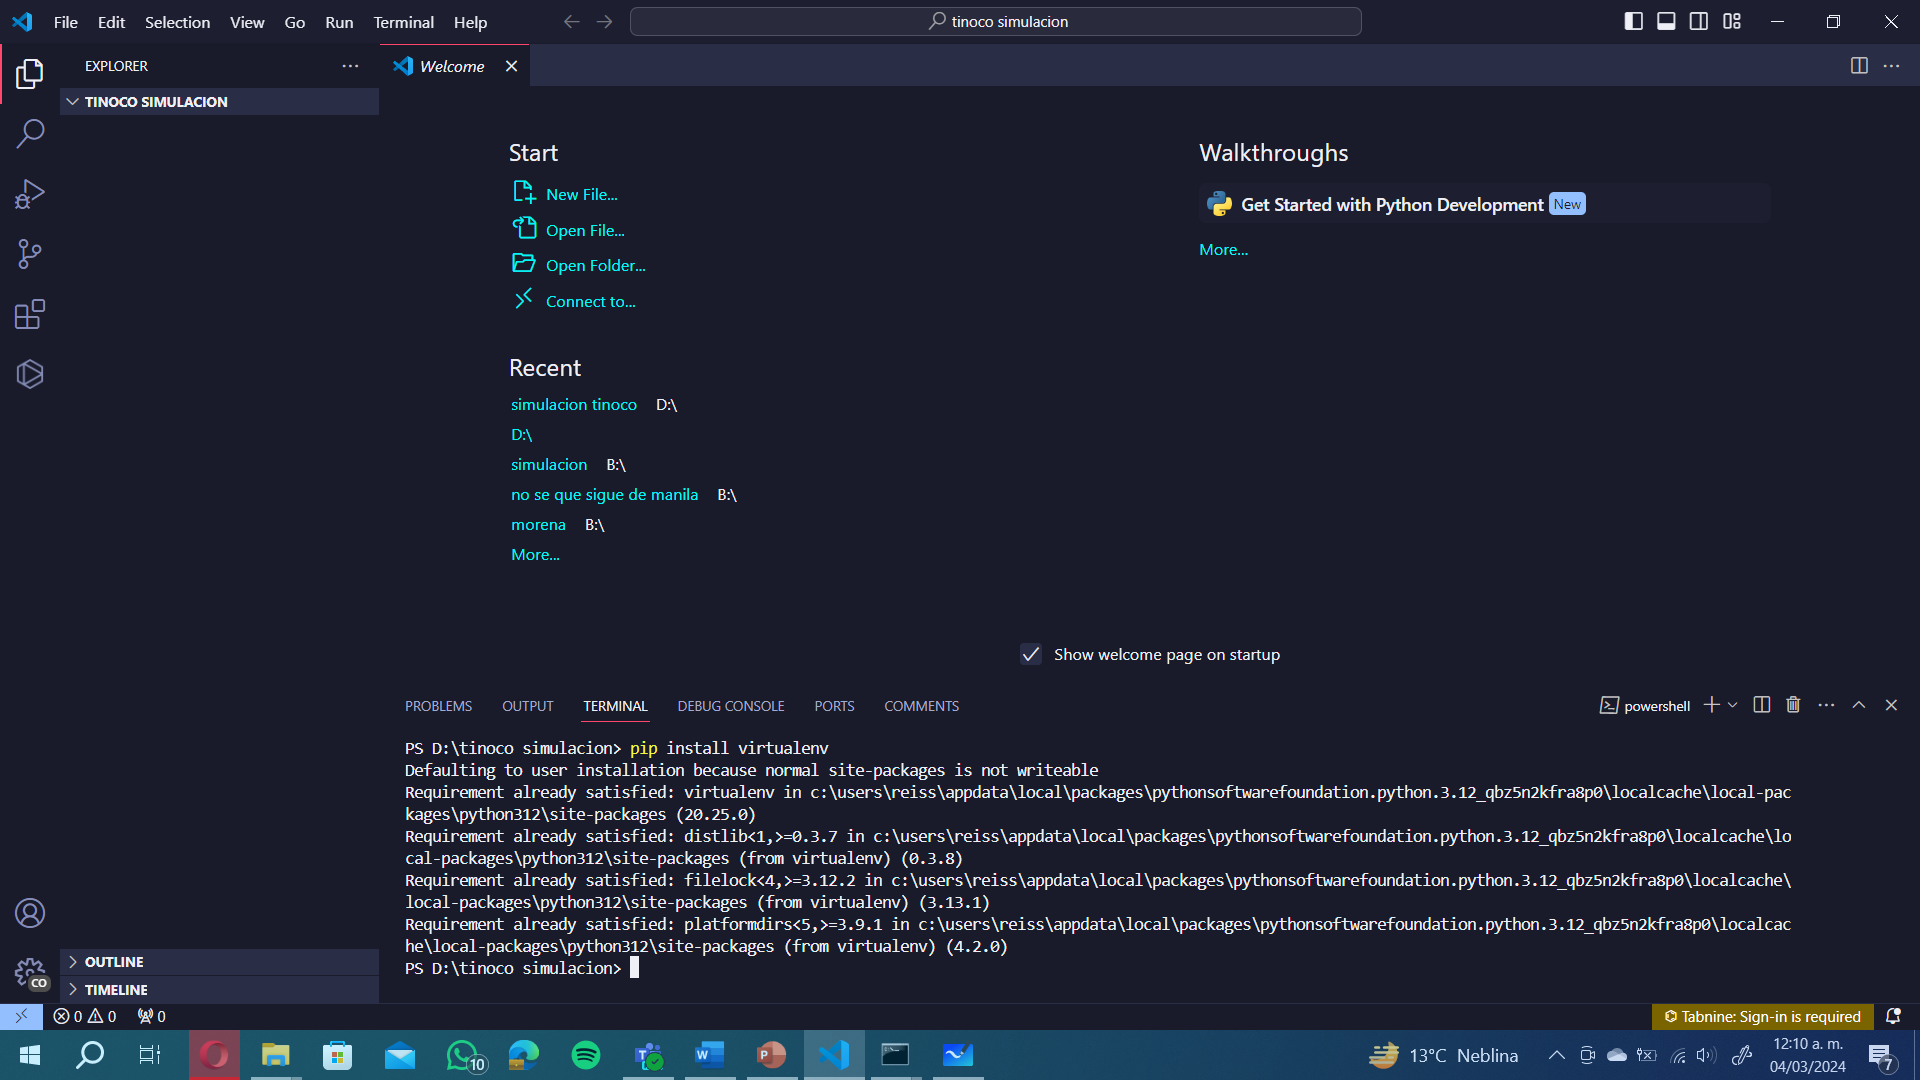 File Edit Selection View Go Run Terminal Help
tinoco simulacion
EXPLORER
Welcome
TINOCO SIMULACION
Start
New File...
Open File...
Open Folder...
Connect to...
Recent
simulacion tinoco D:\
D:\
simulacion B:\
no se que sigue de manila B:\
morena B:\
More...
Walkthroughs
Get Started with Python Development New
More...
Show welcome page on startup
PROBLEMS OUTPUT TERMINAL DEBUG CONSOLE PORTS COMMENTS
powershell
PS D:\tinoco simulacion> pip install virtualenv
Defaulting to user installation because normal site-packages is not writeable
Requirement already satisfied: virtualenv in c:\users\reiss\appdata\local\packages\pythonsoftwarefoundation.python.3.12_qbz5n2kfra8p0\localcache\local-pac
kages\python312\site-packages (20.25.0)
Requirement already satisfied: distlib<1,>=0.3.7 in c:\users\reiss\appdata\local\packages\pythonsoftwarefoundation.python.3.12_qbz5n2kfra8p0\localcache\lo
cal-packages\python312\site-packages (from virtualenv) (0.3.8)
Requirement already satisfied: filelock<4,>=3.12.2 in c:\users\reiss\appdata\local\packages\pythonsoftwarefoundation.python.3.12_qbz5n2kfra8p0\localcache\
local-packages\python312\site-packages (from virtualenv) (3.13.1)
Requirement already satisfied: platformdirs<5,>=3.9.1 in c:\users\reiss\appdata\local\packages\pythonsoftwarefoundation.python.3.12_qbz5n2kfra8p0\localcac
he\local-packages\python312\site-packages (from virtualenv) (4.2.0)
PS D:\tinoco simulacion>
OUTLINE
TIMELINE
CO
0 0 0
Tabnine: Sign-in is required
10
13°C Neblina
12:10 a. m.
04/03/2024
7